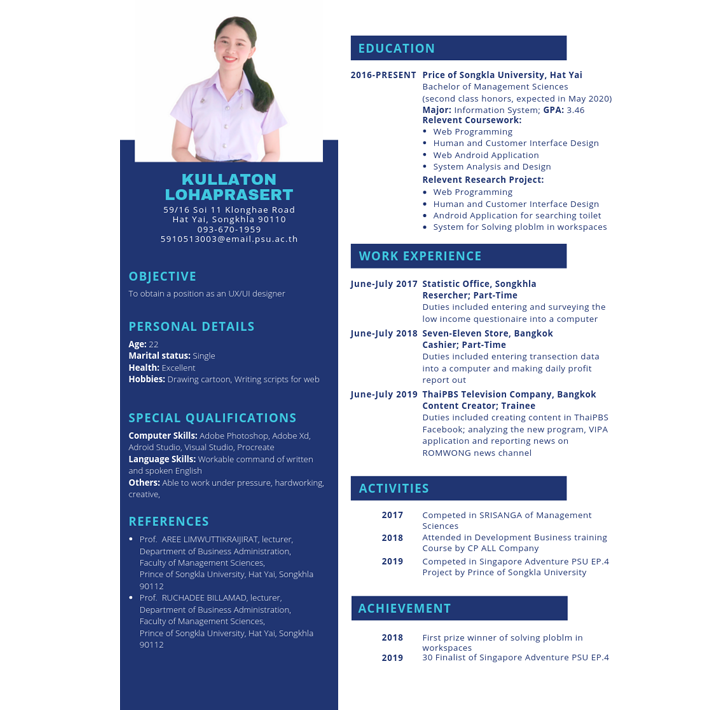 KULLATON
LOHAPRASERT
59/16 Soi 11 Klonghae Road
Hat Yai, Songkhla 90110
093-670-1959
5910513003@email.psu.ac.th
OBJECTIVE
To obtain a position as an UX/UI designer
PERSONAL DETAILS
Age: 22
Marital status: Single
Health: Excellent
Hobbies: Drawing cartoon, Writing scripts for web
SPECIAL QUALIFICATIONS
Computer Skills: Adobe Photoshop, Adobe Xd,
Adroid Studio, Visual Studio, Procreate
Language Skills: Workable command of written
and spoken English
Others: Able to work under pressure, hardworking,
creative,
REFERENCES
• Prof. AREE LIMWUTTIKRAIJIRAT, lecturer,
Department of Business Administration,
Faculty of Management Sciences,
Prince of Songkla University, Hat Yai, Songkhla
90112
• Prof. RUCHADEE BILLAMAD, lecturer,
Department of Business Administration,
Faculty of Management Sciences,
Prince of Songkla University, Hat Yai, Songkhla
90112
EDUCATION
2016-PRESENT Price of Songkla University, Hat Yai
Bachelor of Management Sciences
(second class honors, expected in May 2020)
Major: Information System; GPA: 3.46
Relevent Coursework:
• Web Programming
• Human and Customer Interface Design
• Web Android Application
• System Analysis and Design
Relevent Research Project:
• Web Programming
• Human and Customer Interface Design
• Android Application for searching toilet
• System for Solving ploblm in workspaces
WORK EXPERIENCE
June-July 2017 Statistic Office, Songkhla
Resercher; Part-Time
Duties included entering and surveying the
low income questionaire into a computer
June-July 2018 Seven-Eleven Store, Bangkok
Cashier; Part-Time
Duties included entering transection data
into a computer and making daily profit
report out
June-July 2019 ThaiPBS Television Company, Bangkok
Content Creator; Trainee
Duties included creating content in ThaiPBS
Facebook; analyzing the new program, VIPA
application and reporting news on
ROMWONG news channel
ACTIVITIES
2017 Competed in SRISANGA of Management
Sciences
2018 Attended in Development Business training
Course by CP ALL Company
2019 Competed in Singapore Adventure PSU EP.4
Project by Prince of Songkla University
ACHIEVEMENT
2018 First prize winner of solving ploblm in
workspaces
2019 30 Finalist of Singapore Adventure PSU EP.4